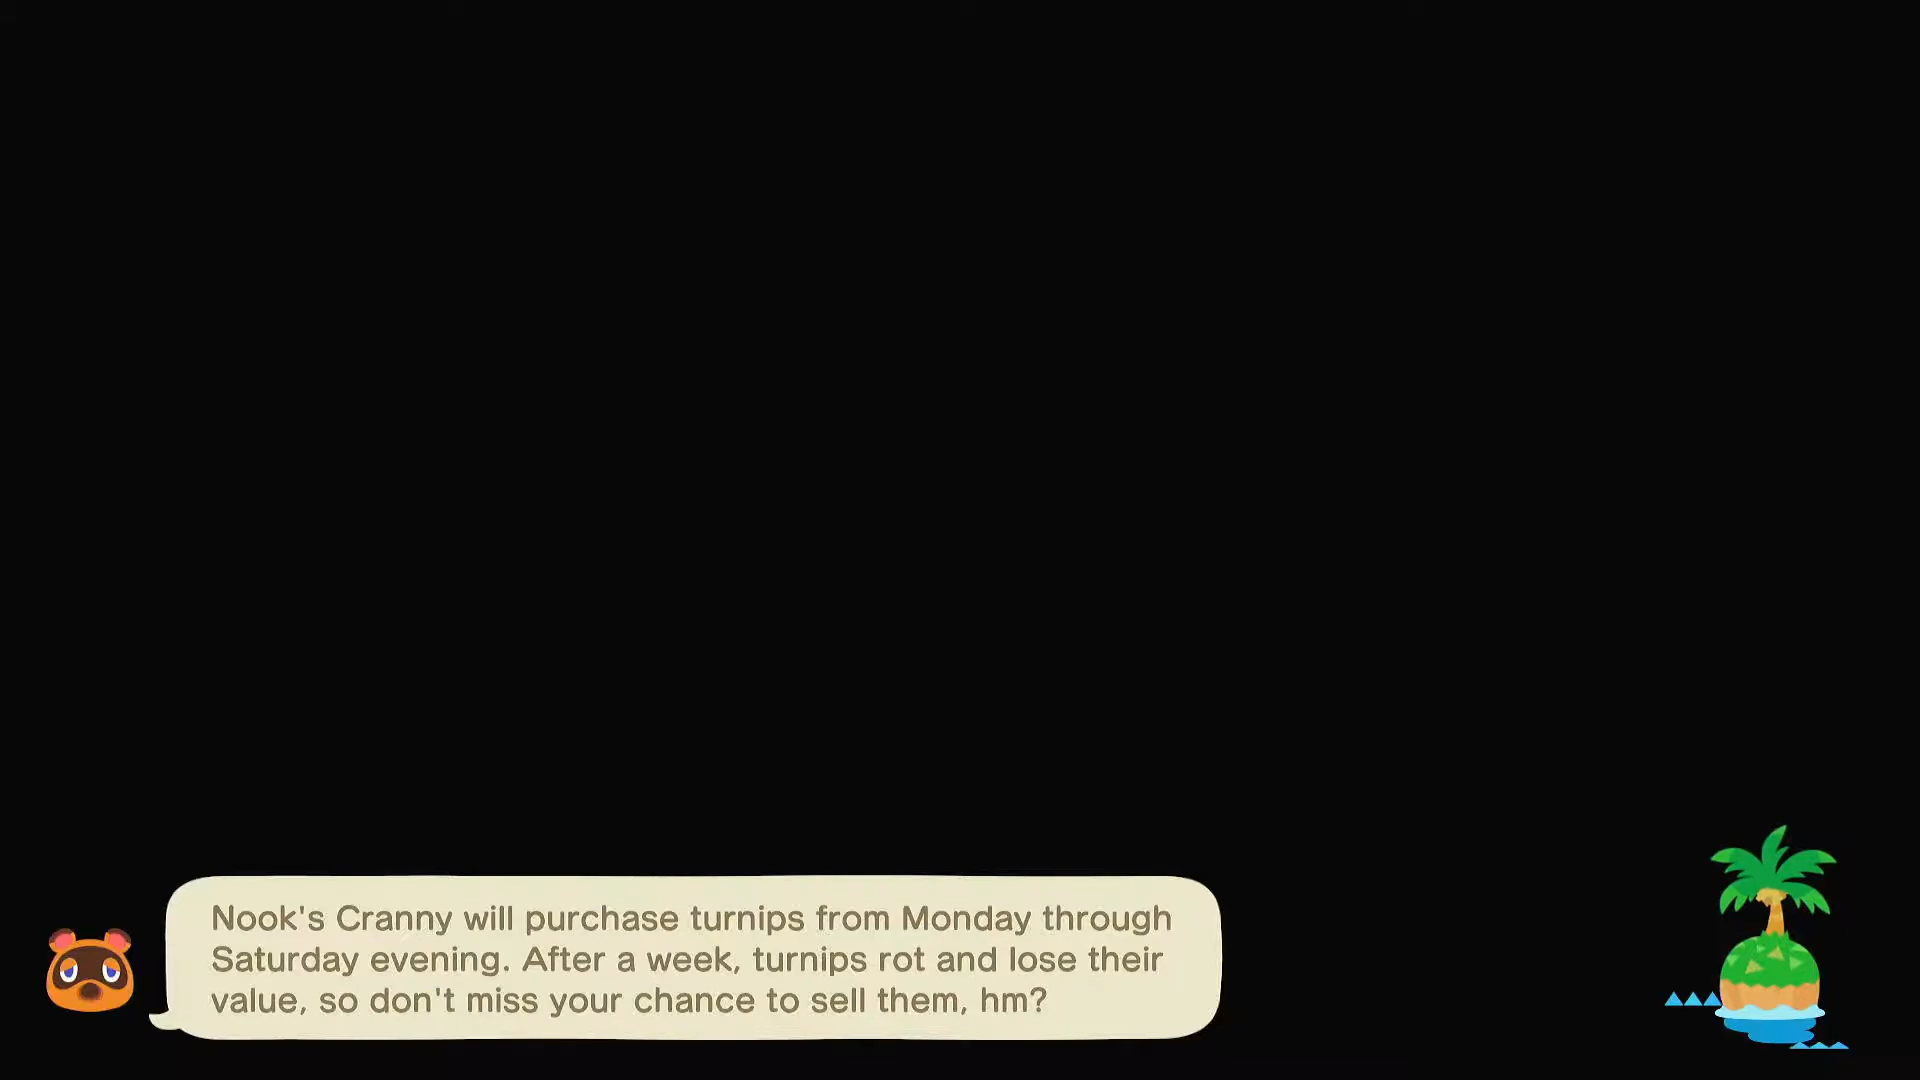 Nook's Cranny will purchase turnips from Monday through
Saturday evening. After a week, turnips rot and lose their
value, so don't miss your chance to sell them, hm?